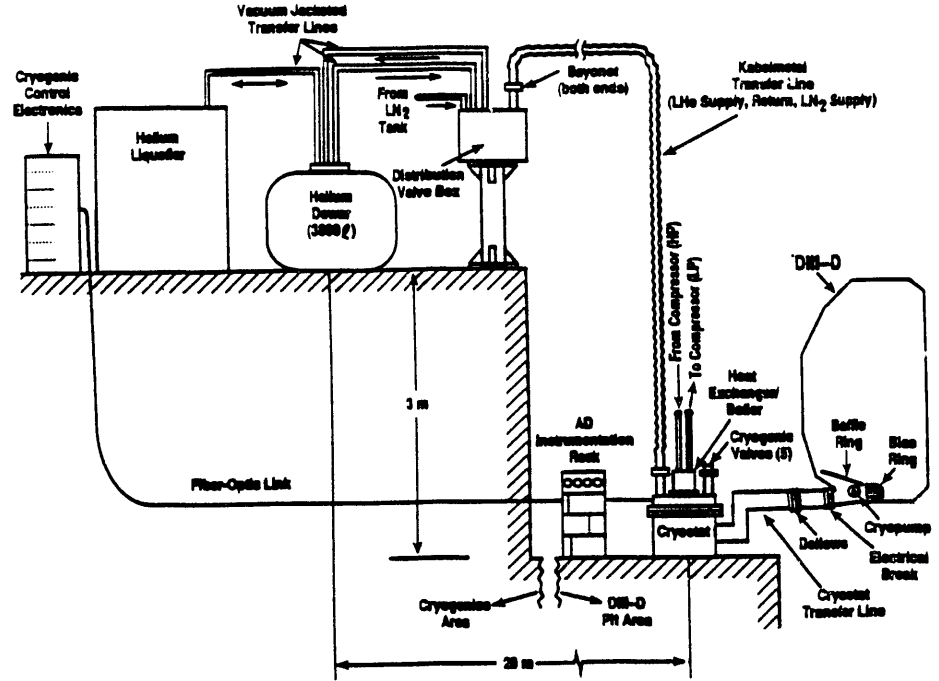 Vacuum Jacketed
Transfer Lines
Cryogenic
Control
Electronics
Helium
Liquefier
From
LN2
Tank
Bayonet
(both ends)
Kabelmetal
Transfer Line
(LHe Supply, Return, LN2 Supply)
Distribution
Valve Box
Helium
Dewar
From Compressor (HP)
To Compressor (LP)
DIII-D
3 m
Heat
Exchanger/
Boiler
AD
Instrumentation
Rack
Cryogenic
Valves (5)
Baffle
Ring
Bias
Ring
Fiber-Optic Link
Cryostat
Cryopump
Bellows
Electrical
Break
Cryogenics
Area
DIII-D
Pit Area
Cryostat
Transfer Line